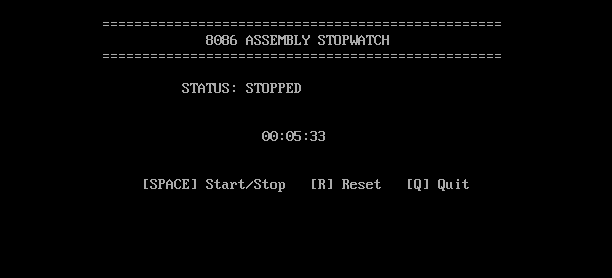 ==================================================
8086 ASSEMBLY STOPWATCH
==================================================
STATUS: STOPPED
00:05:33
[SPACE] Start/Stop   [R] Reset   [Q] Quit